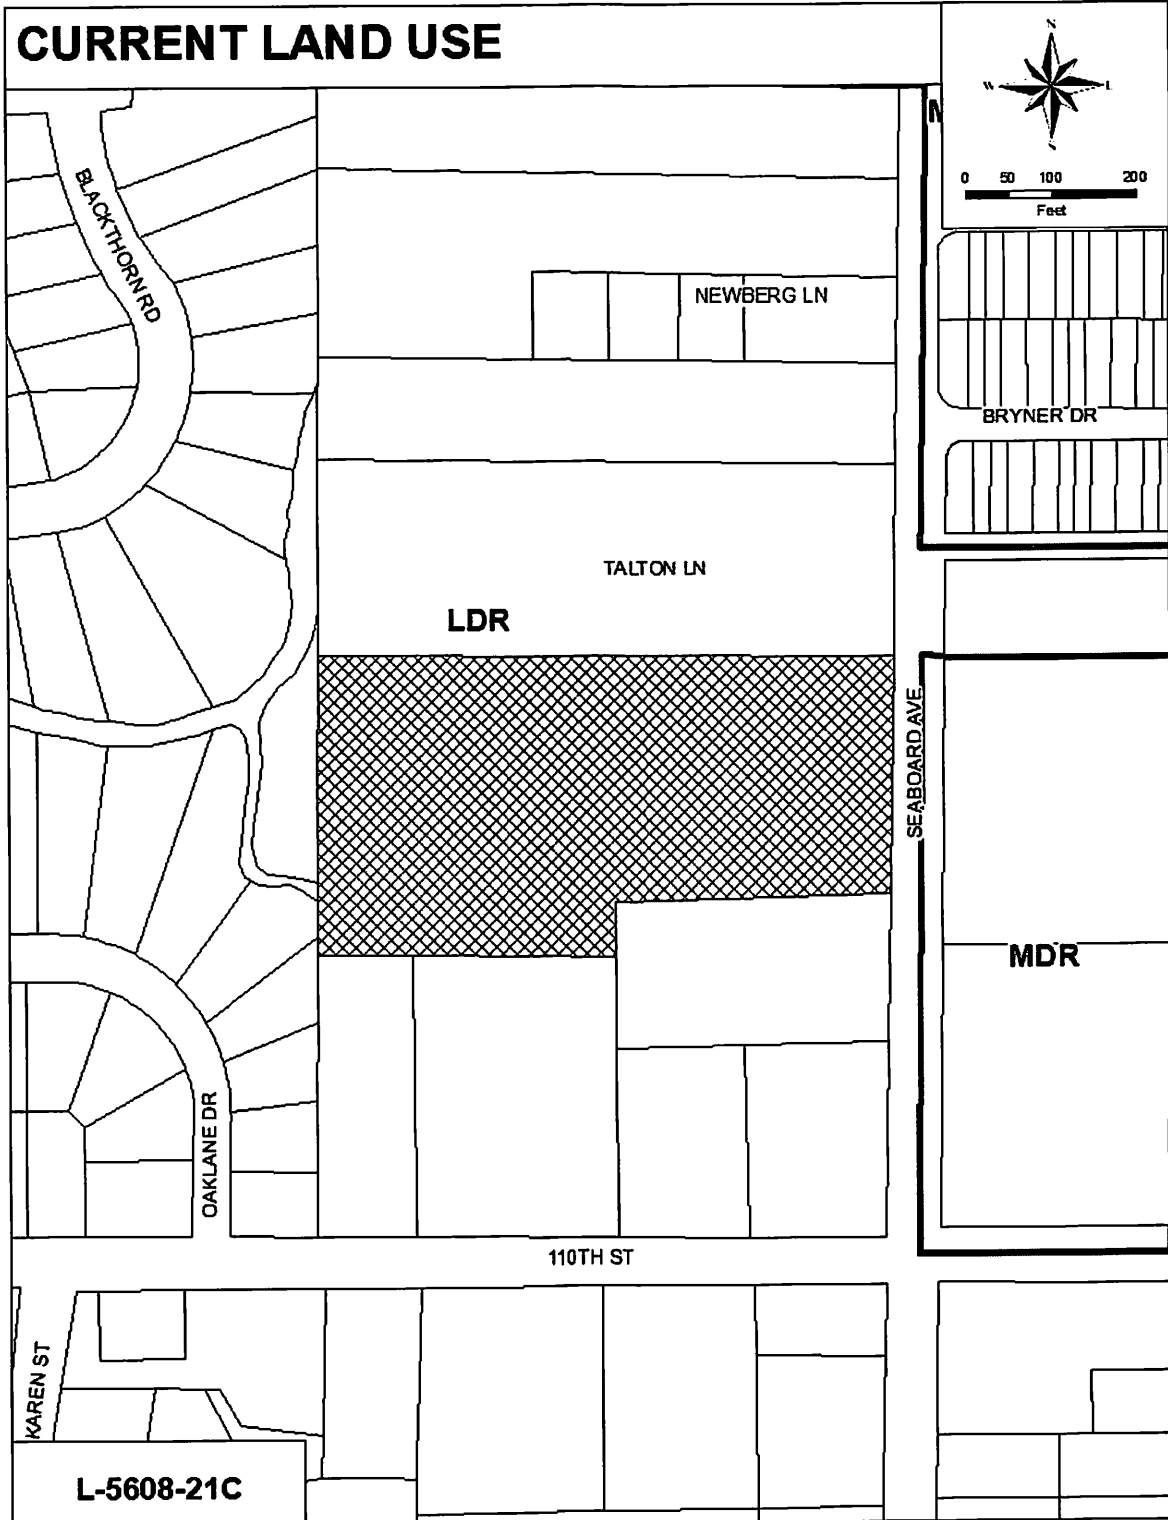 CURRENT LAND USE
N
W
0 50 100 200
Feet
BLACKTHORN RD
NEWBERG LN
BRYNER DR
TALTON LN
LDR
SEABOARD AVE
MDR
OAKLANE DR
110TH ST
KAREN ST
L-5608-21C